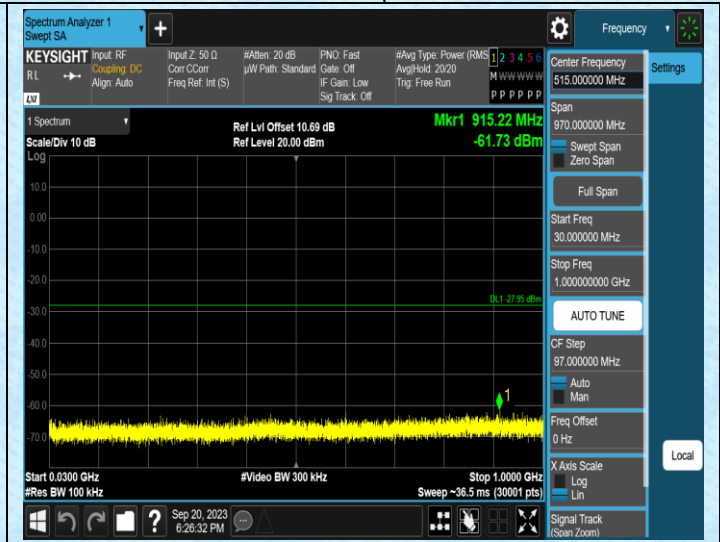 Spectrum Analyzer 1
Swept SA
+
Frequency
KEYSIGHT
RL
LXI
Input: RF
Coupling: DC
Align: Auto
Input Z: 50 Ω
Corr CCorr
Freq Ref: Int (S)
#Atten: 20 dB
µW Path: Standard
PNO: Fast
Gate: Off
IF Gain: Low
Sig Track: Off
#Avg Type: Power (RMS
Avg|Hold: 20/20
Trig: Free Run
1 2 3 4 5 6
M W W W W W
P P P P P P
Center Frequency
515.000000 MHz
Settings
1 Spectrum
Scale/Div 10 dB
Log
Ref Lvl Offset 10.69 dB
Ref Level 20.00 dBm
Mkr1 915.22 MHz
-61.73 dBm
Span
970.000000 MHz
Swept Span
Zero Span
Full Span
Start Freq
30.000000 MHz
Stop Freq
1.000000000 GHz
AUTO TUNE
CF Step
97.000000 MHz
Auto
Man
Freq Offset
0 Hz
X Axis Scale
Log
Lin
Signal Track
(Span Zoom)
Local
10.0
0.00
-10.0
-20.0
-30.0
-40.0
-50.0
-60.0
-70.0
DL1 -27.95 dBm
1
Start 0.0300 GHz
#Res BW 100 kHz
#Video BW 300 kHz
Stop 1.0000 GHz
Sweep ~36.5 ms (30001 pts)
?
Sep 20, 2023
6:26:32 PM